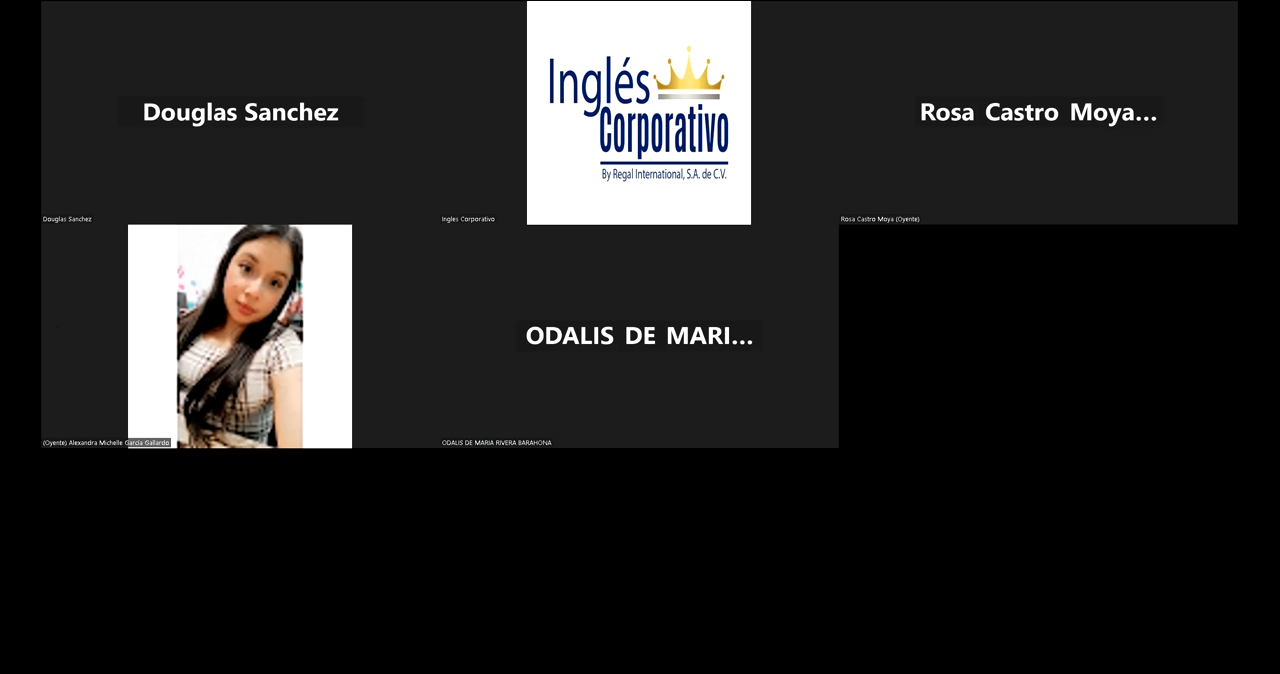 Douglas Sanchez
Douglas Sanchez
Inglés
Corporativo
By Regal International, S.A. de C.V.
Ingles Corporativo
Rosa Castro Moya...
Rosa Castro Moya (Oyente)
(Oyente) Alexandra Michelle García Gallardo
ODALIS DE MARI...
ODALIS DE MARIA RIVERA BARAHONA